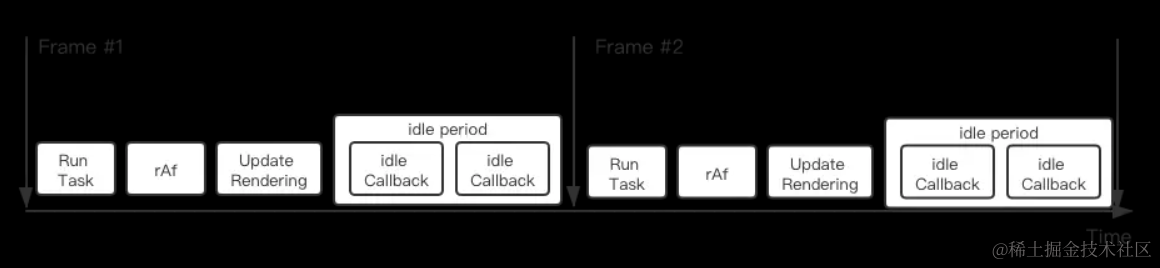 Frame #1
Frame #2
idle period
idle period
Run
Task
rAf
Update
Rendering
idle
Callback
idle
Callback
Run
Task
rAf
Update
Rendering
idle
Callback
idle
Callback
Time
@稀土掘金技术社区